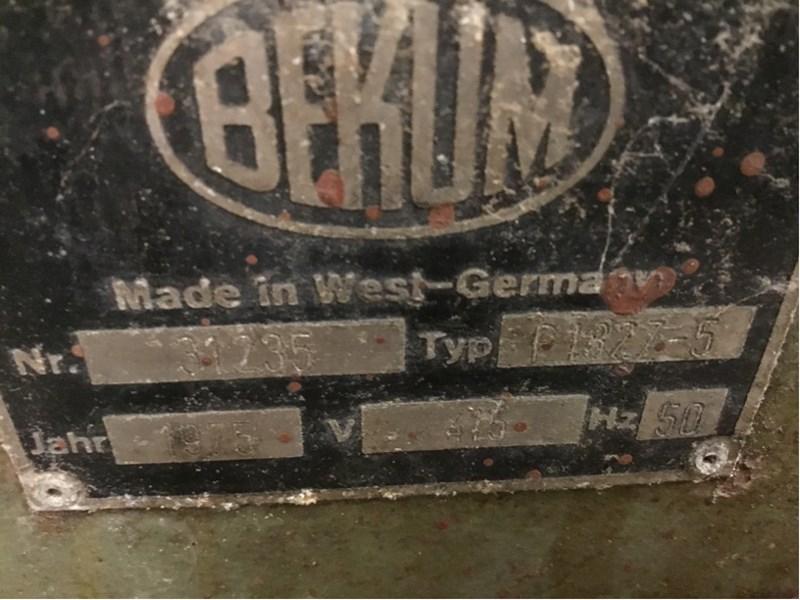 BEKUM
Made in West-Germany
Nr. 31235 Typ
Jahr 1975 V Hz 50